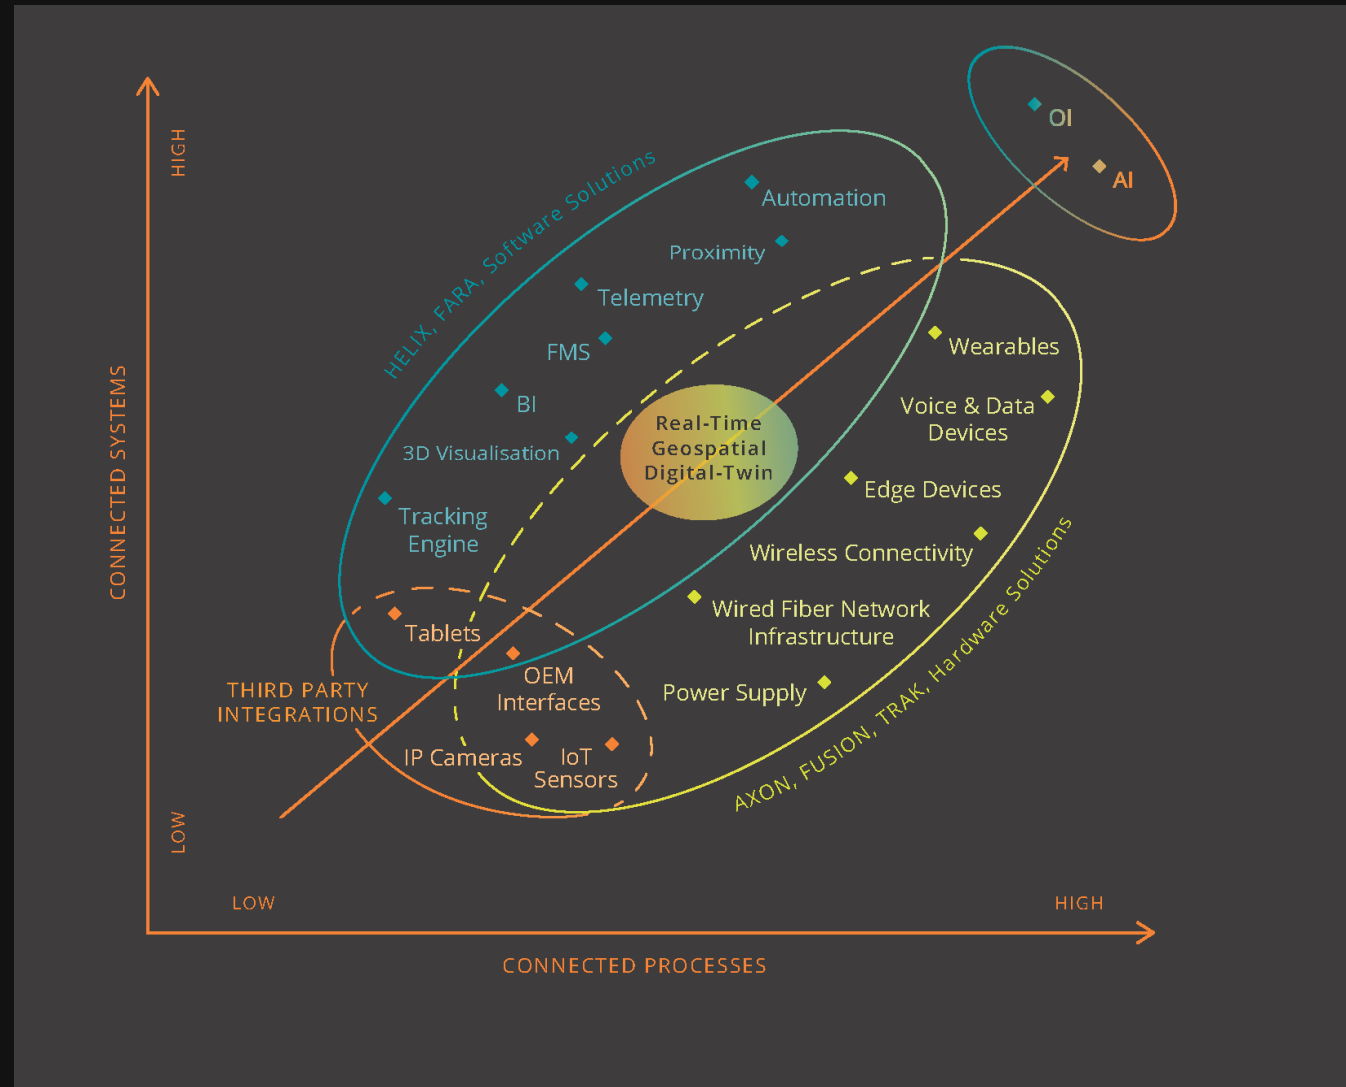 HIGH
OI
AI
HELIX, FARA, Software Solutions
Automation
Proximity
Telemetry
FMS
BI
3D Visualisation
Tracking
Engine
Real-Time
Geospatial
Digital-Twin
Wearables
Voice & Data
Devices
Edge Devices
Wireless Connectivity
Wired Fiber Network
Infrastructure
Power Supply
AXON, FUSION, TRAK, Hardware Solutions
CONNECTED SYSTEMS
Tablets
OEM
Interfaces
THIRD PARTY
INTEGRATIONS
IP Cameras
IoT
Sensors
LOW
LOW
HIGH
CONNECTED PROCESSES